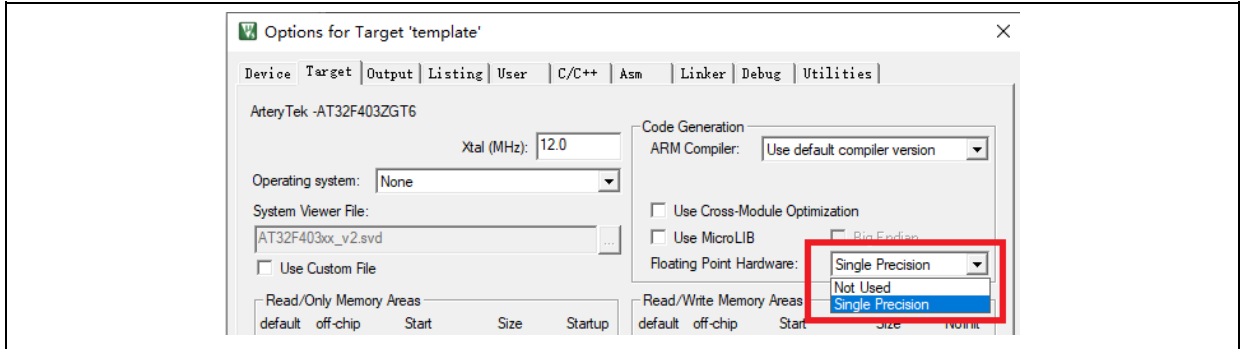 Options for Target 'template'
Device Target Output Listing User C/C++ Asm Linker Debug Utilities
ArteryTek -AT32F403ZGT6
Xtal (MHz): 12.0
Operating system: None
System Viewer File:
AT32F403xx_v2.svd ...
Use Custom File
Code Generation
ARM Compiler: Use default compiler version
Use Cross-Module Optimization
Use MicroLIB Big Endian
Floating Point Hardware: Single Precision
Not Used
Single Precision
Read/Only Memory Areas
default off-chip Start Size Startup
Read/Write Memory Areas
default off-chip Start Size NoInit